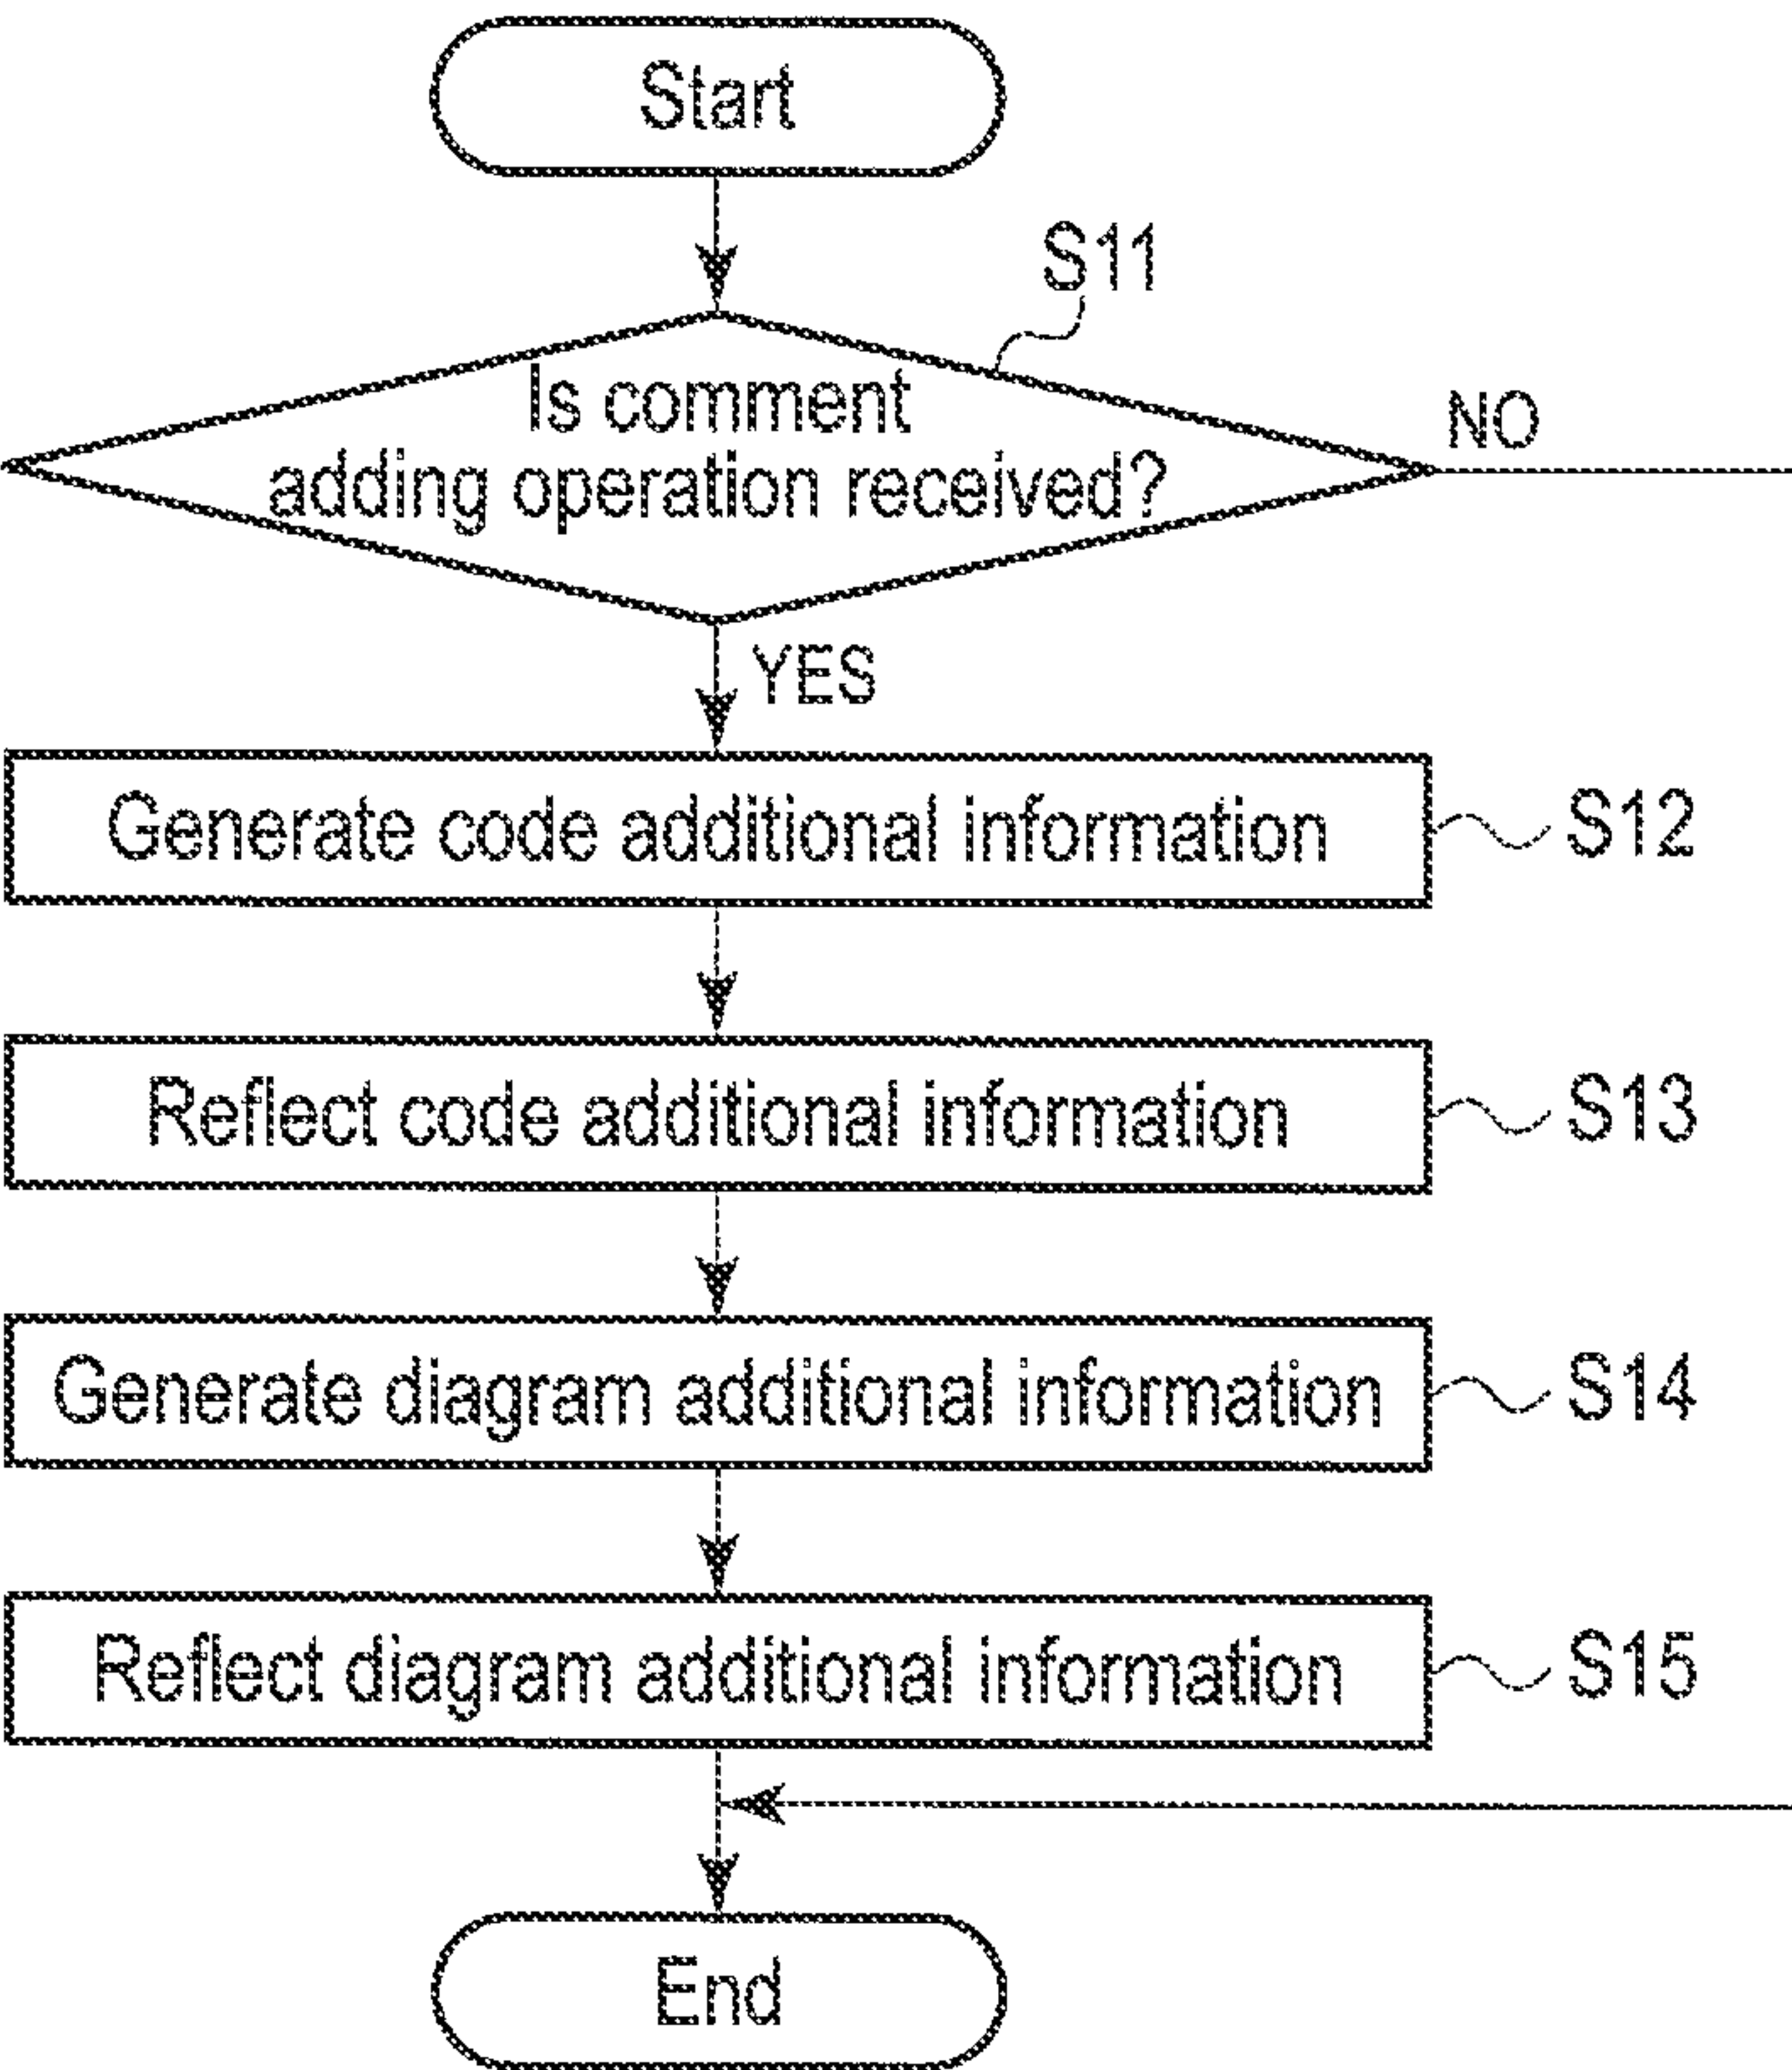 Start
S11
Is comment
adding operation received?
NO
YES
Generate code additional information
S12
Reflect code additional information
S13
Generate diagram additional information
S14
Reflect diagram additional information
S15
End